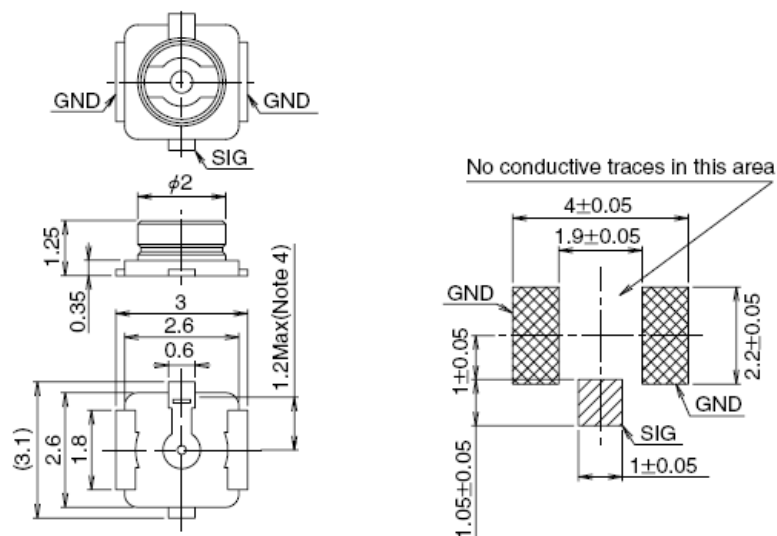 GND
GND
SIG
ϕ2
1.25
0.35
3
2.6
0.6
1.2Max(Note 4)
(3.1)
2.6
1.8
No conductive traces in this area
4±0.05
1.9±0.05
GND
2.2±0.05
1±0.05
GND
SIG
1.05±0.05
1±0.05